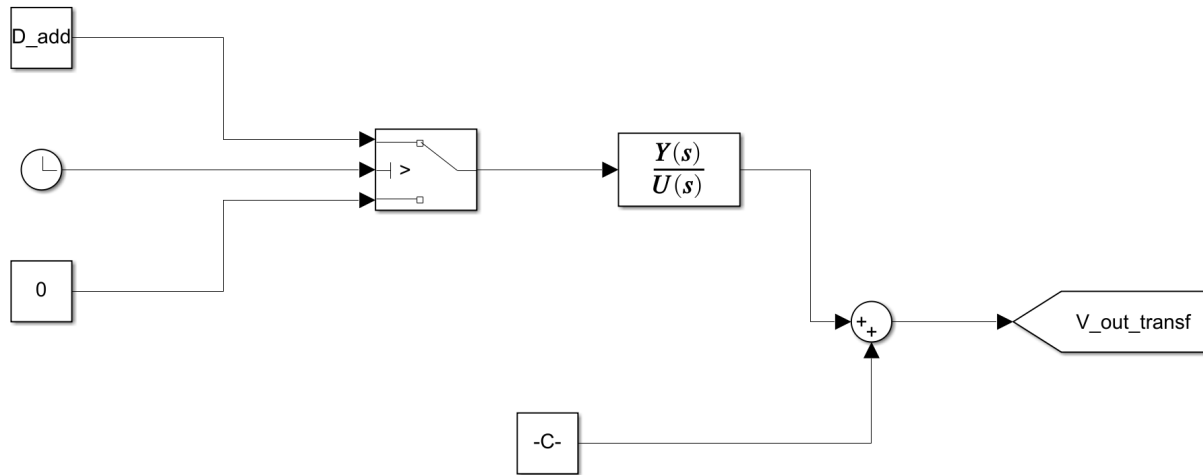 D_add
>
Y(s)
U(s)
0
+
+
V_out_transf
-C-